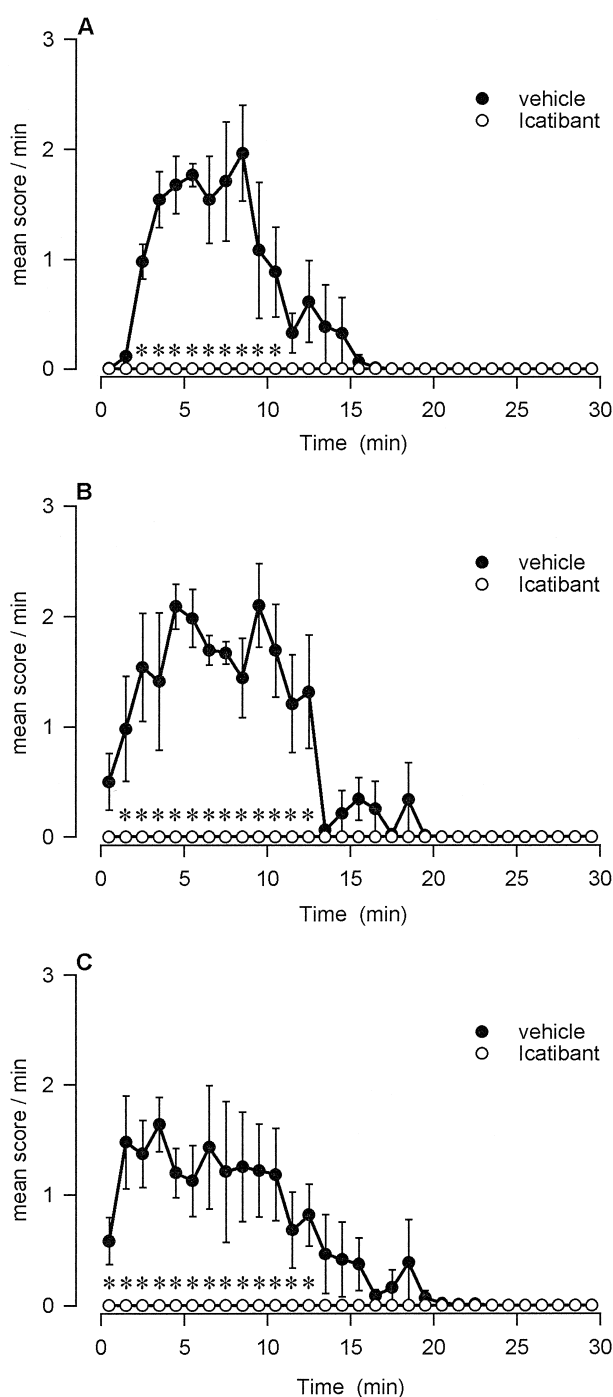 A
3
vehicle
Icatibant
2
mean score / min
1
* * * * * * * * *
0
0 5 10 15 20 25 30
Time (min)
B
3
vehicle
Icatibant
2
mean score / min
1
* * * * * * * * * * * *
0
0 5 10 15 20 25 30
Time (min)
C
3
vehicle
Icatibant
2
mean score / min
1
* * * * * * * * * * * * *
0
0 5 10 15 20 25 30
Time (min)